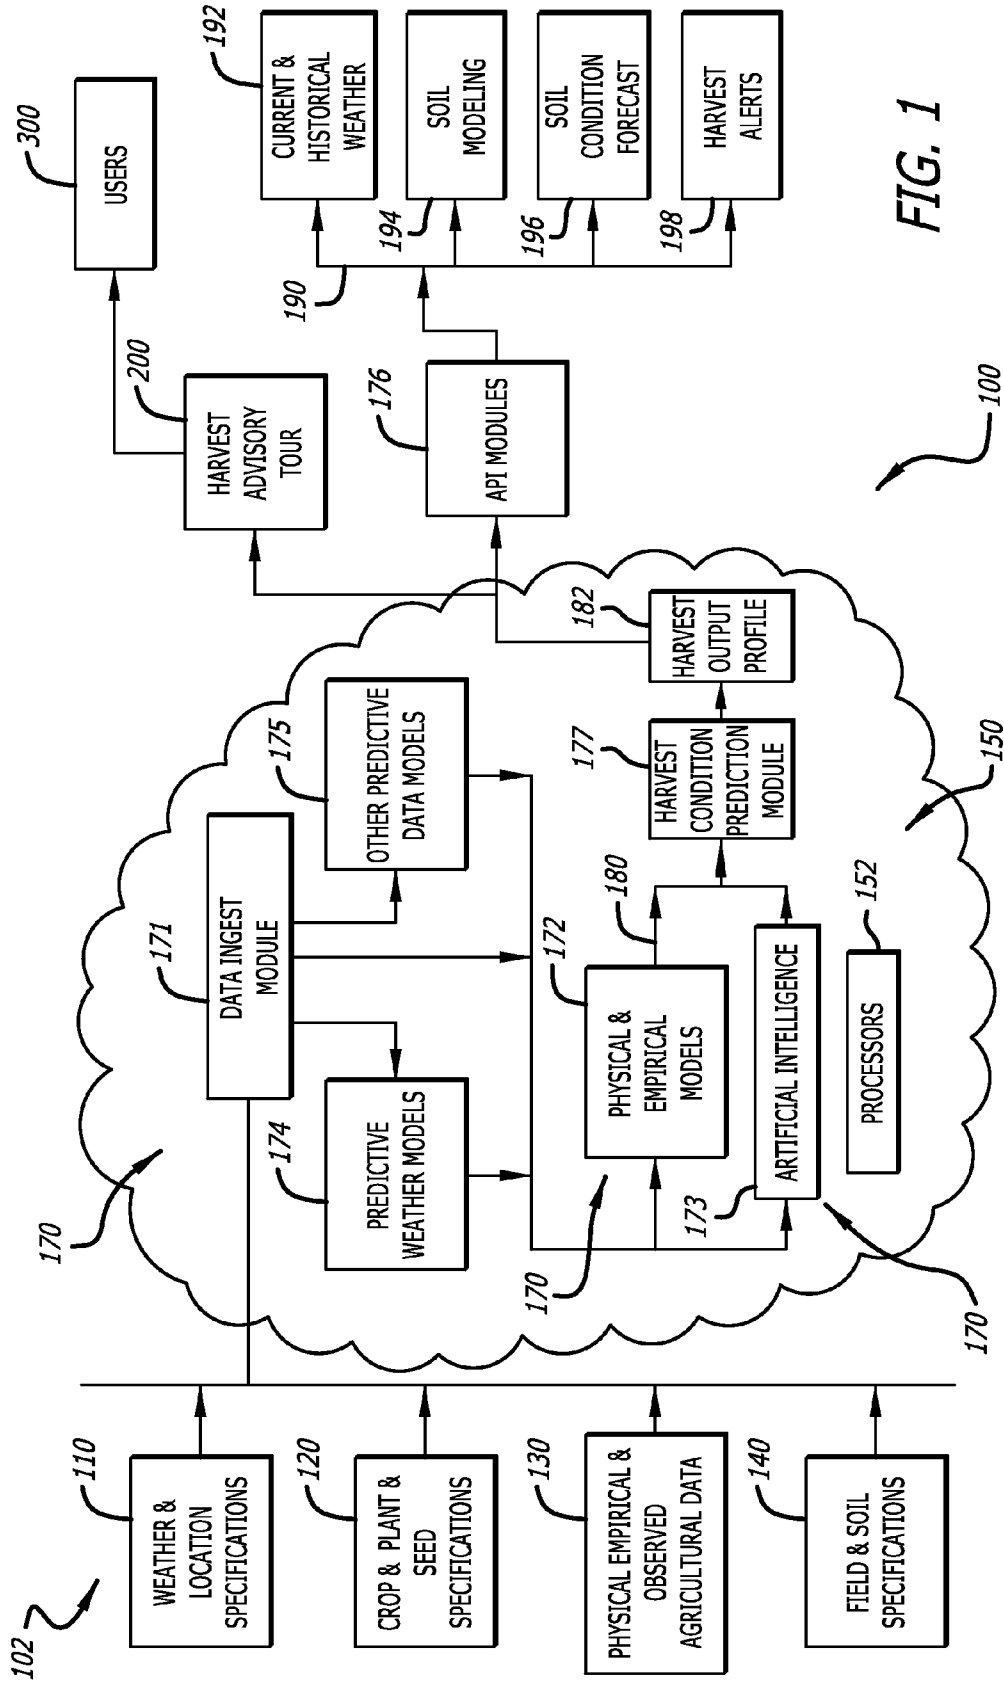 102
110
WEATHER &
LOCATION
SPECIFICATIONS
120
CROP & PLANT &
SEED
SPECIFICATIONS
130
PHYSICAL EMPIRICAL &
OBSERVED
AGRICULTURAL DATA
140
FIELD & SOIL
SPECIFICATIONS
170
171
DATA INGEST
MODULE
174
PREDICTIVE
WEATHER MODELS
175
OTHER PREDICTIVE
DATA MODELS
170
172
PHYSICAL &
EMPIRICAL
MODELS
180
173
ARTIFICIAL INTELLIGENCE
170
PROCESSORS
152
150
177
HARVEST
CONDITION
PREDICTION
MODULE
182
HARVEST
OUTPUT
PROFILE
200
HARVEST
ADVISORY
TOUR
300
USERS
176
API MODULES
190
192
CURRENT &
HISTORICAL
WEATHER
194
SOIL
MODELING
196
SOIL
CONDITION
FORECAST
198
HARVEST
ALERTS
100
FIG. 1